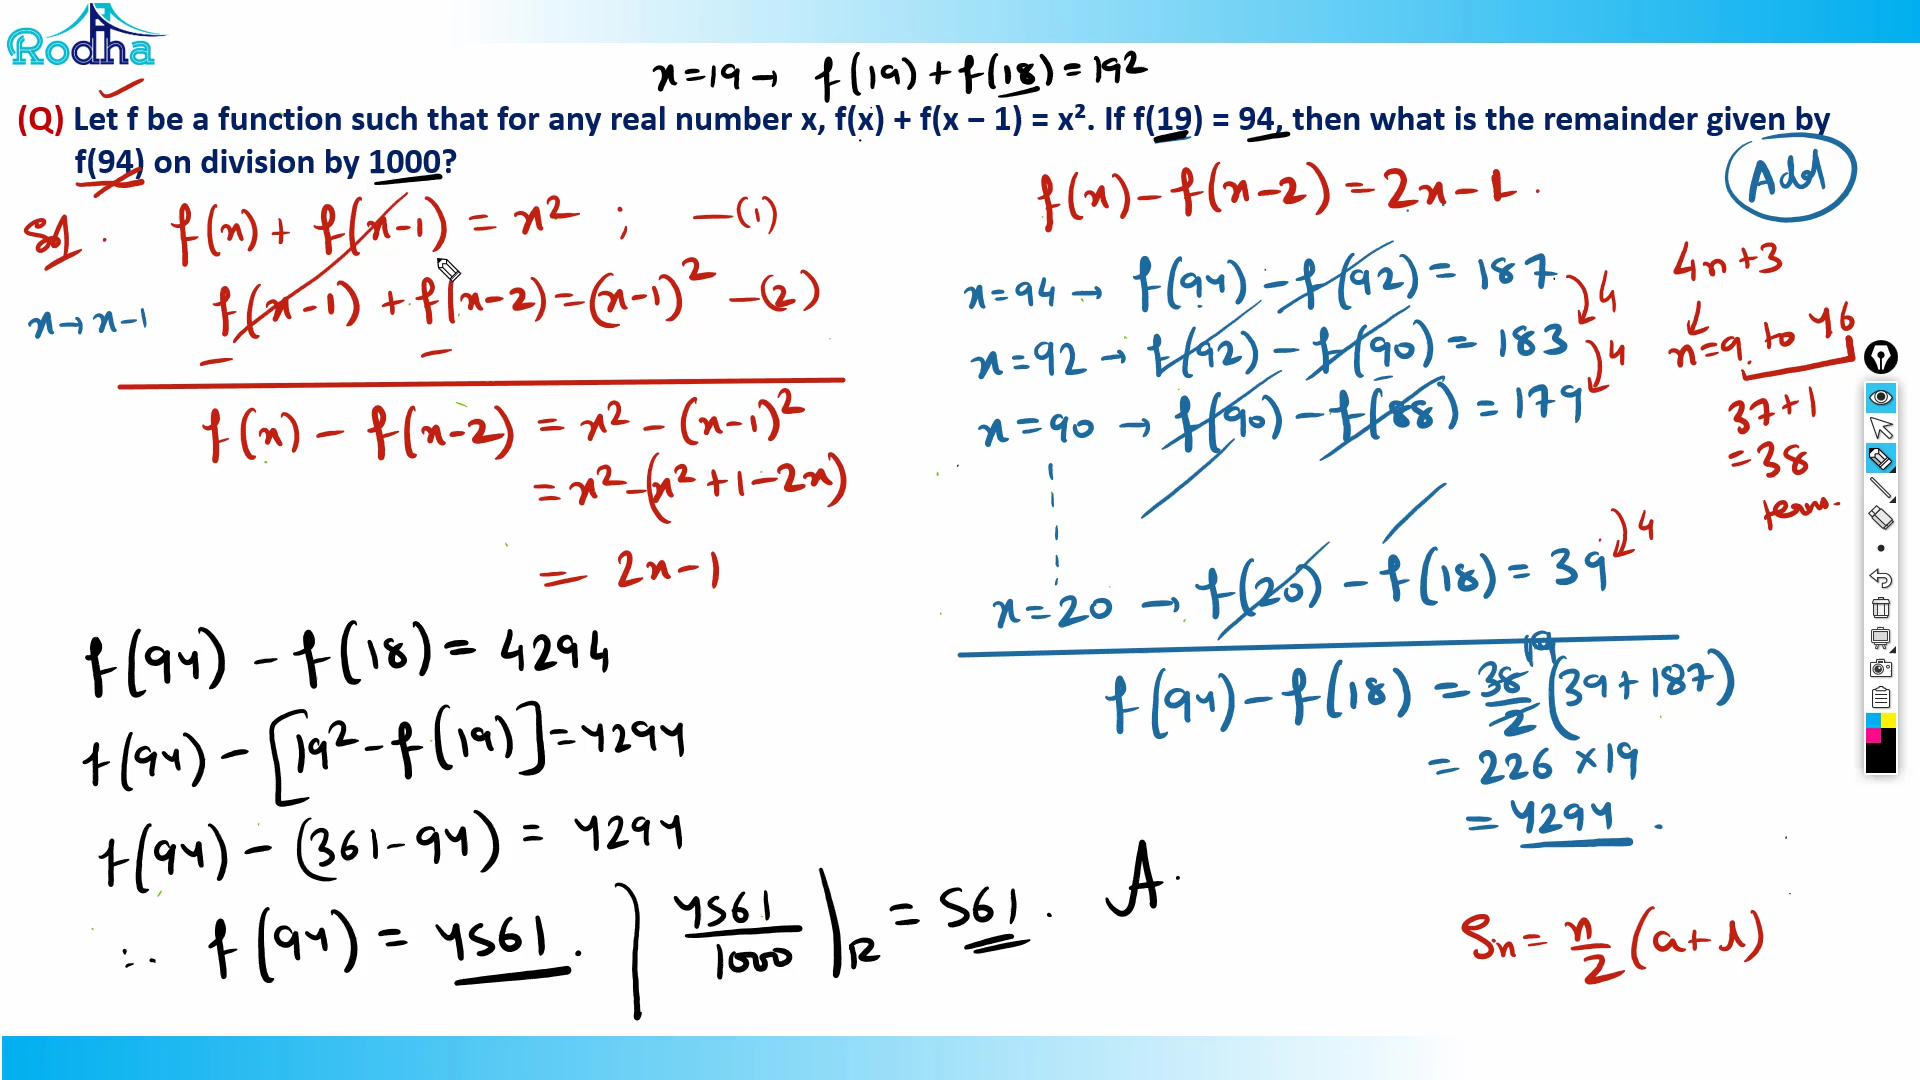 Rodha
x=19 → f(19) + f(18) = 192
(Q) Let f be a function such that for any real number x, f(x) + f(x – 1) = x². If f(19) = 94, then what is the remainder given by
f(94) on division by 1000?
Sol. f(x) + f(x-1) = x² ; —(1)
x → x-1 f(x-1) + f(x-2) = (x-1)² —(2)
f(x) - f(x-2) = x² - (x-1)²
= x² - (x² + 1 - 2x)
= 2x - 1
f(94) - f(18) = 4294
f(94) - [19² - f(19)] = 4294
f(94) - (361 - 94) = 4294
∴ f(94) = 4561.
4561/1000 |R = 561. A.
f(x) - f(x-2) = 2x - 1.
Add
x=94 → f(94) - f(92) = 187
4
x=92 → f(92) - f(90) = 183
4
x=90 → f(90) - f(88) = 179
x=20 → f(20) - f(18) = 39
4
f(94) - f(18) = 38/2 (39 + 187)
19
= 226 × 19
= 4294.
4n+3
n=9 to 46
37+1
= 38
terms.
Sn = n/2 (a + l)